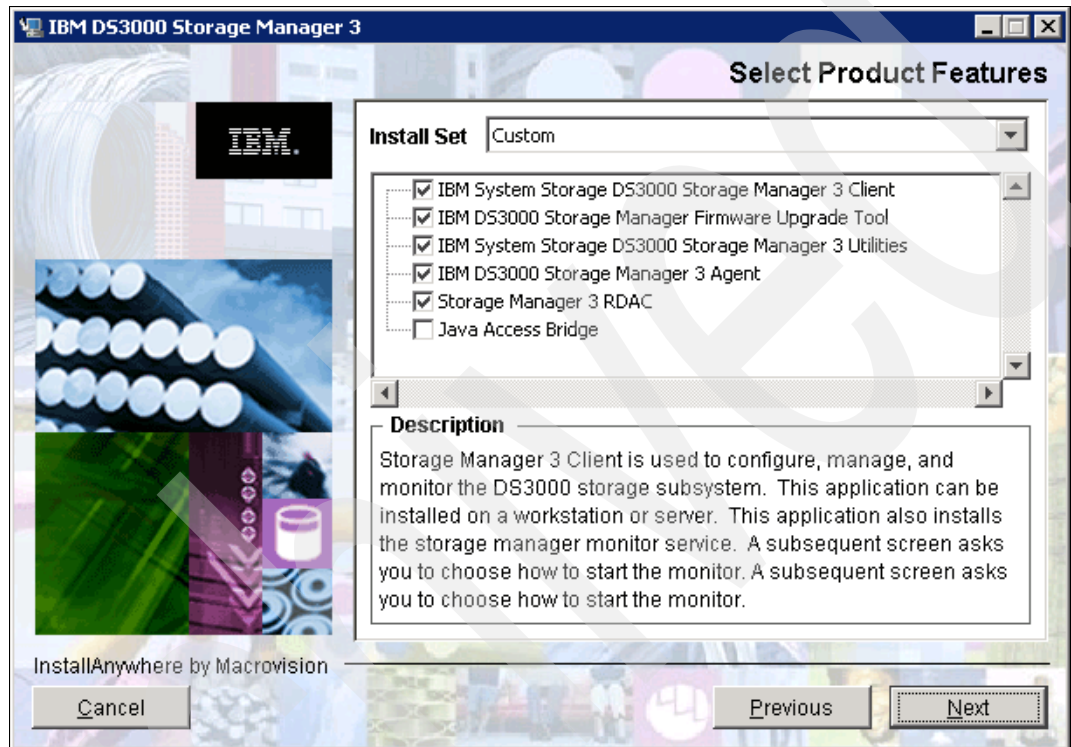 IBM DS3000 Storage Manager 3
Select Product Features
IBM.
Install Set Custom
IBM System Storage DS3000 Storage Manager 3 Client
IBM DS3000 Storage Manager Firmware Upgrade Tool
IBM System Storage DS3000 Storage Manager 3 Utilities
IBM DS3000 Storage Manager 3 Agent
Storage Manager 3 RDAC
Java Access Bridge
Description
Storage Manager 3 Client is used to configure, manage, and
monitor the DS3000 storage subsystem. This application can be
installed on a workstation or server. This application also installs
the storage manager monitor service. A subsequent screen asks
you to choose how to start the monitor. A subsequent screen asks
you to choose how to start the monitor.
InstallAnywhere by Macrovision
Cancel Previous Next